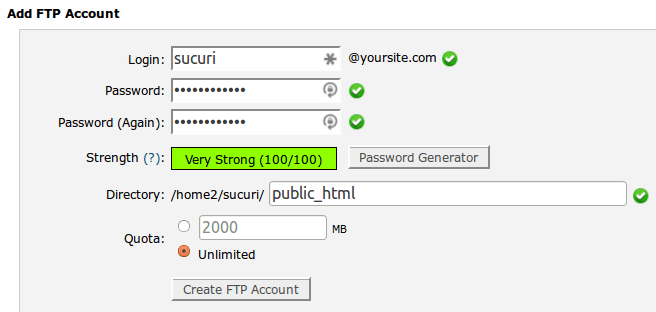 Add FTP Account
Login: sucuri @yoursite.com
Password: ••••••••••••
Password (Again): ••••••••••••
Strength (?): Very Strong (100/100) Password Generator
Directory: /home2/sucuri/ public_html
Quota: 2000 MB
Unlimited
Create FTP Account